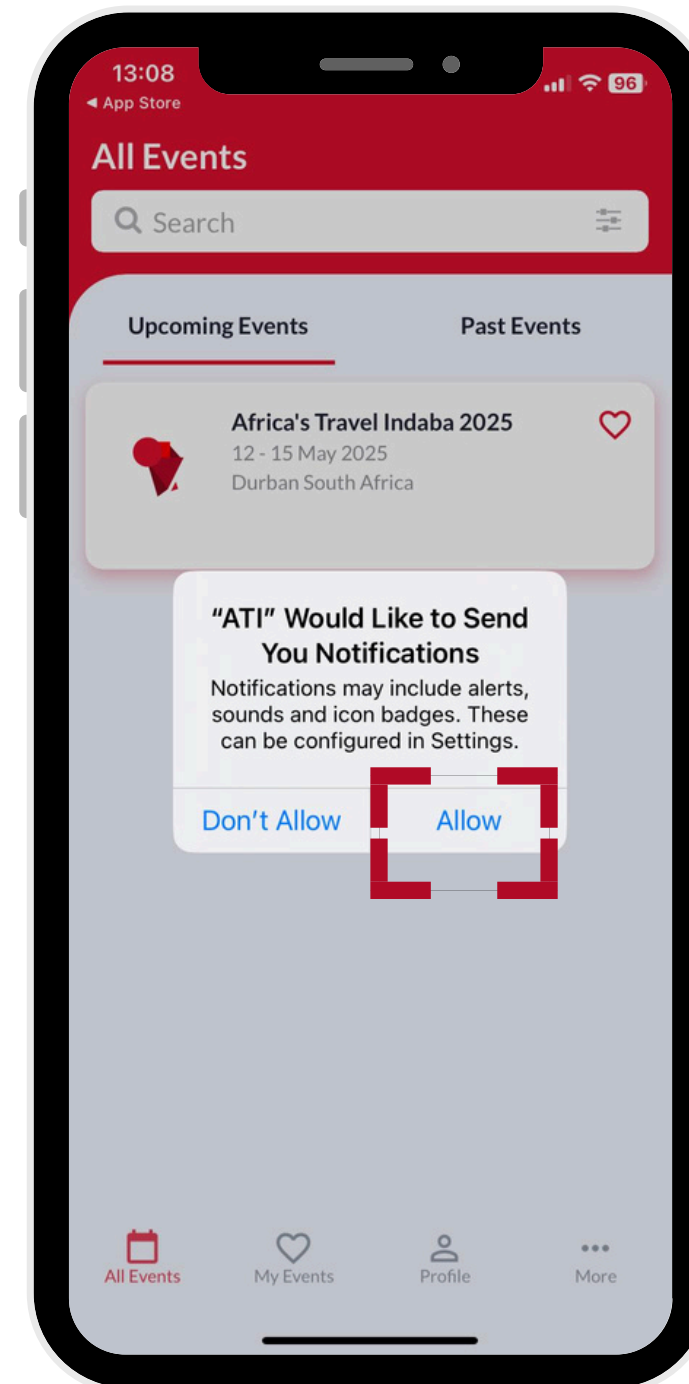 13:08
96
◀ App Store
All Events
Search
Upcoming Events
Past Events
Africa's Travel Indaba 2025
12 - 15 May 2025
Durban South Africa
“ATI” Would Like to Send
You Notifications
Notifications may include alerts,
sounds and icon badges. These
can be configured in Settings.
Don't Allow
Allow
All Events
My Events
Profile
More